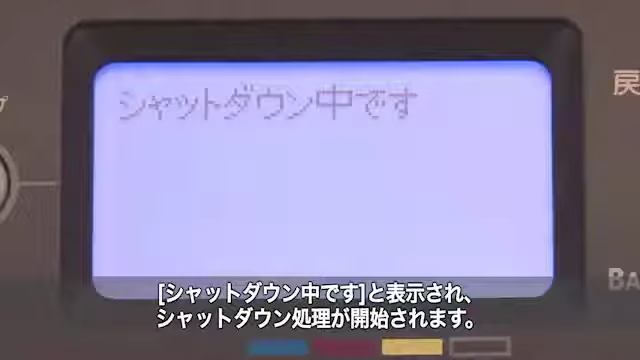 シャットダウン中です
プ
戻
BA
[シャットダウン中です]と表示され、
シャットダウン処理が開始されます。